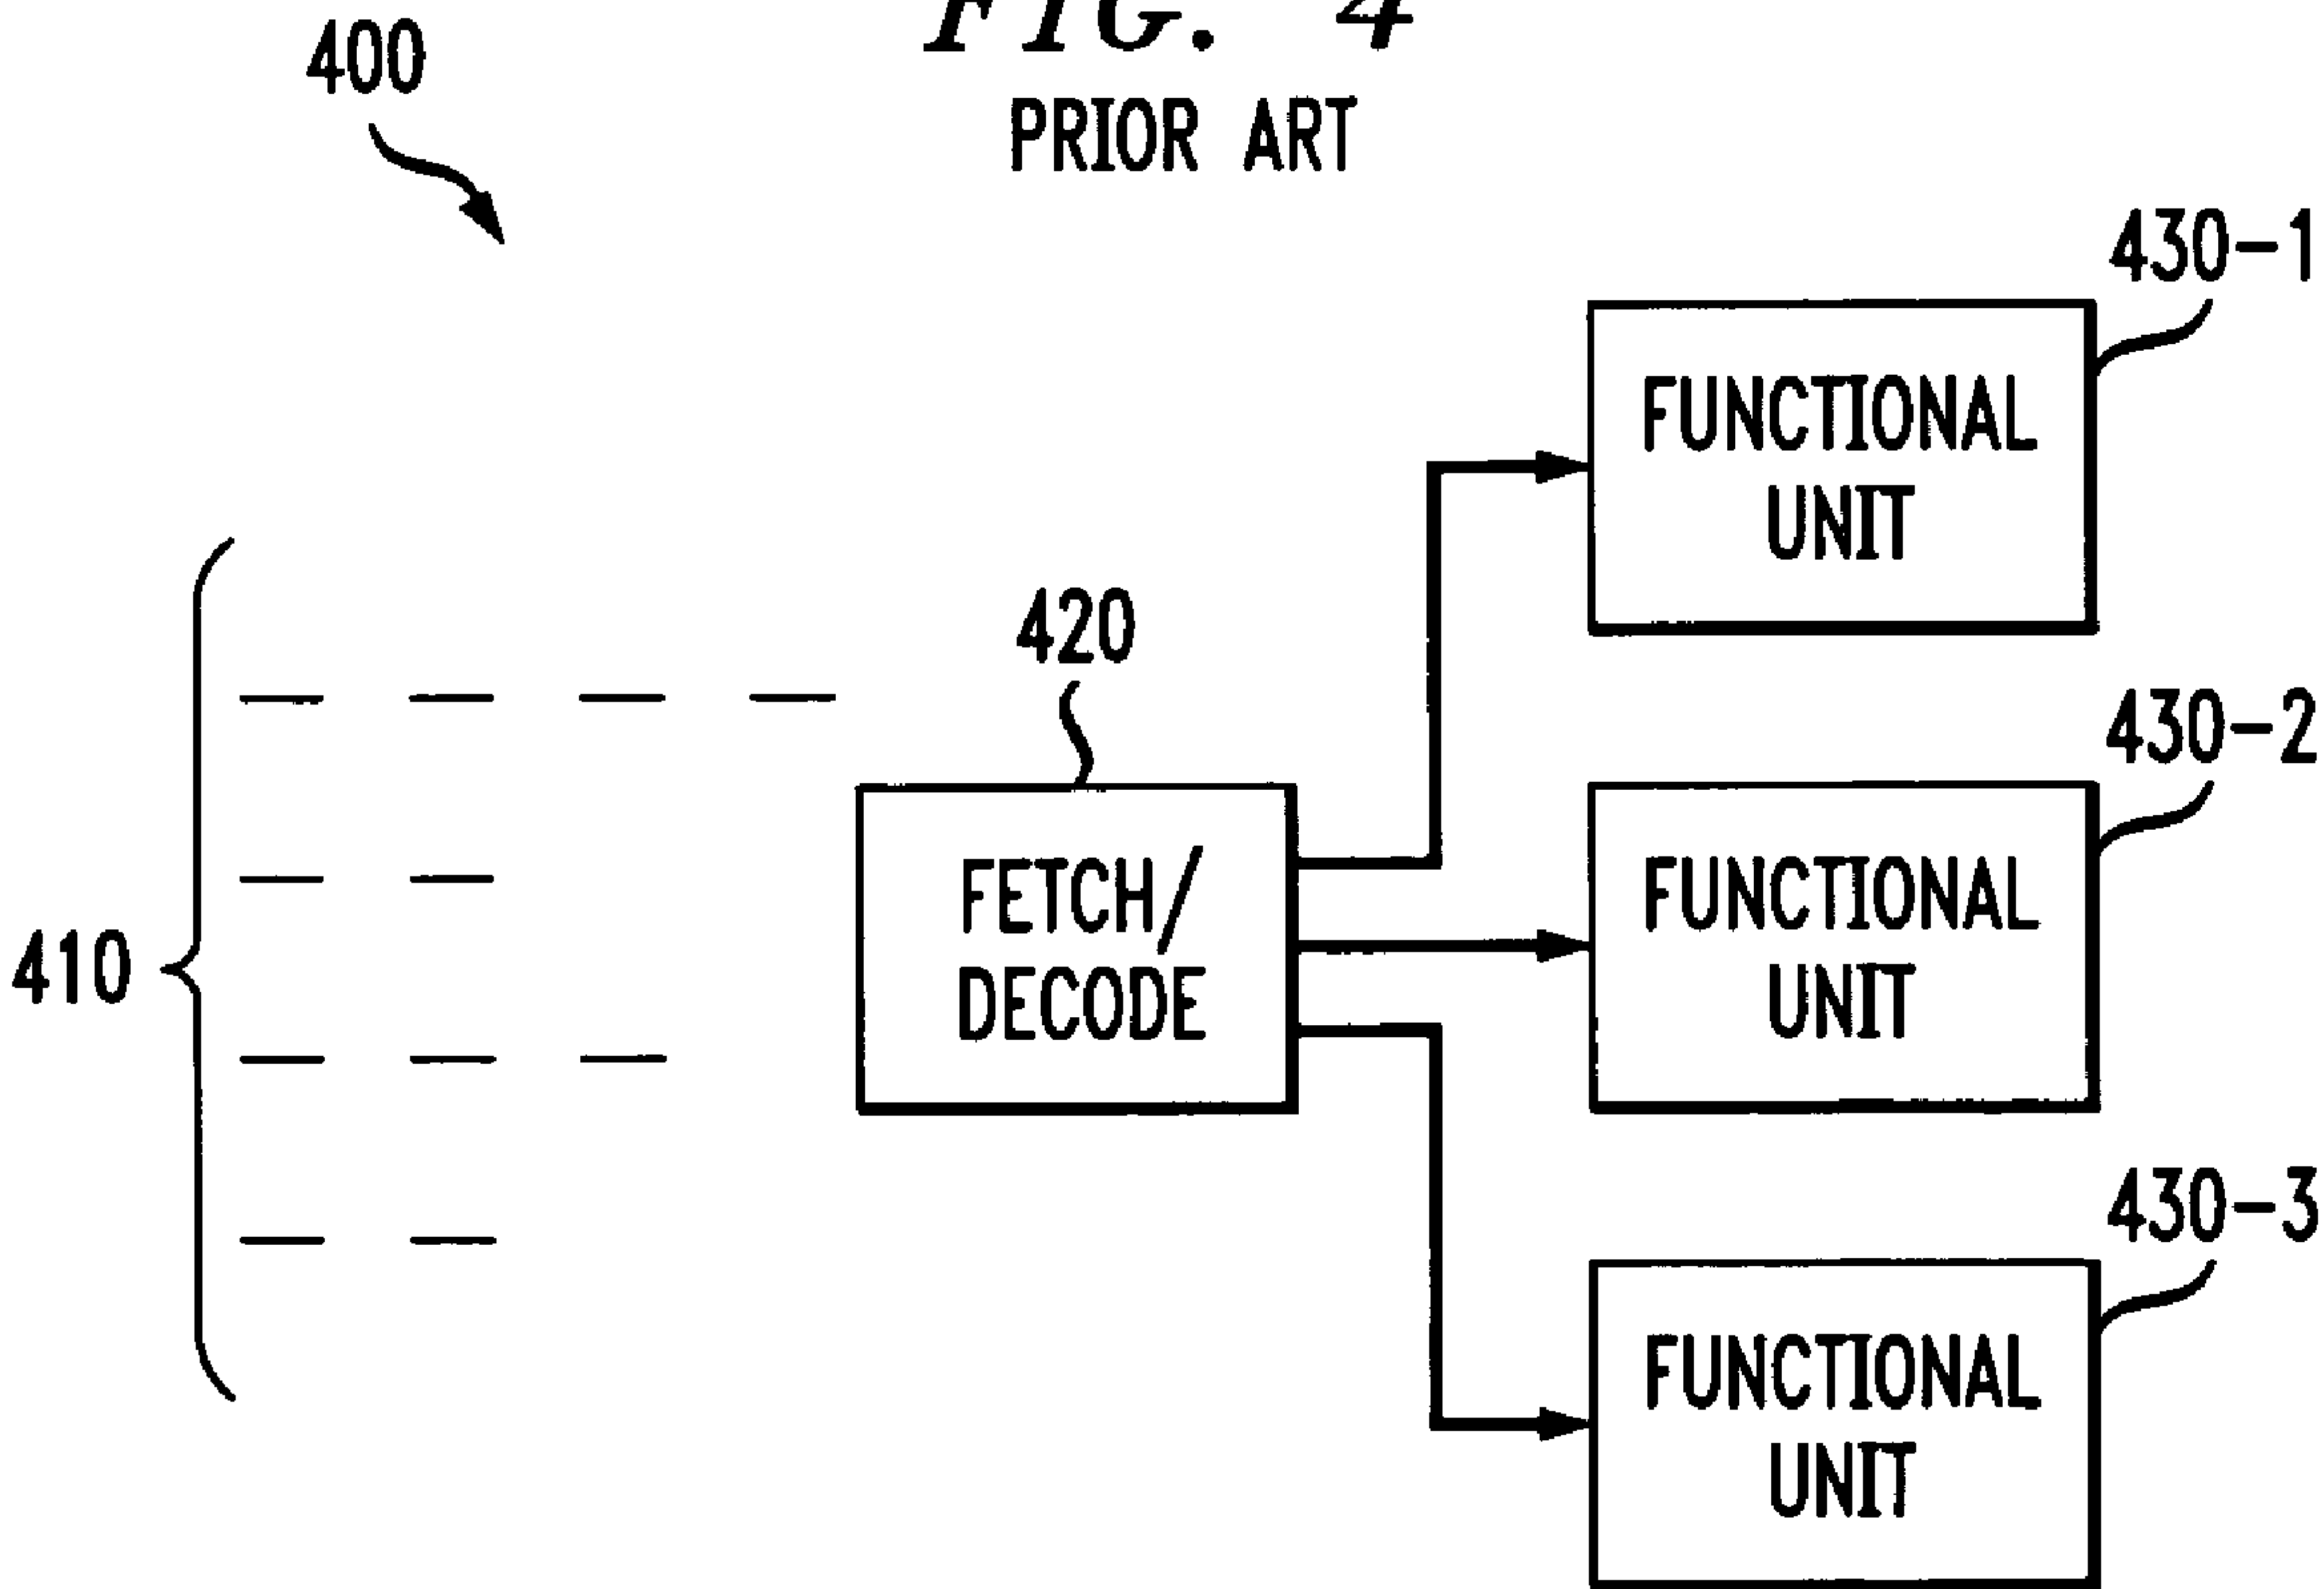 FIG. 4
PRIOR ART
400
430-1
FUNCTIONAL
UNIT
420
430-2
FETCH/
DECODE
FUNCTIONAL
UNIT
410
430-3
FUNCTIONAL
UNIT